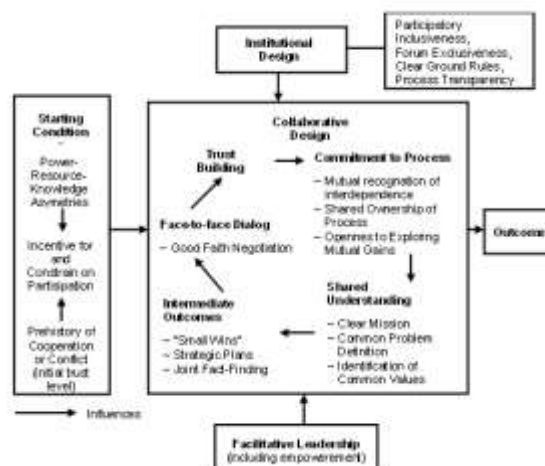 Participatory
Inclusiveness,
Forum Exclusiveness,
Clear Ground Rules,
Process Transparency
Institutional
Design
Starting
Condition
–
Power-
Resource-
Knowledge
Asymetries
Incentive for
and
Constrain on
Partisipation
Prehistory of
Cooperation
or Conflict
(initial trust
level)
Collaborative
Design
Trust
Building
Commitment to Process
– Mutual recognition of
interdependence
– Shared Ownership of
Process
– Opennes to Exploring
Mutual Gains
Face-to-face Dialog
– Good Faith Negotiation
Intermediate
Outcomes
– "Small Wins"
– Strategic Plans
– Joint Fact-Finding
Shared
Understanding
– Clear Mission
– Common Problem
Definition
– Identification of
Common Values
Outcome
Influences
Facilitative Leadership
(including empowerement)